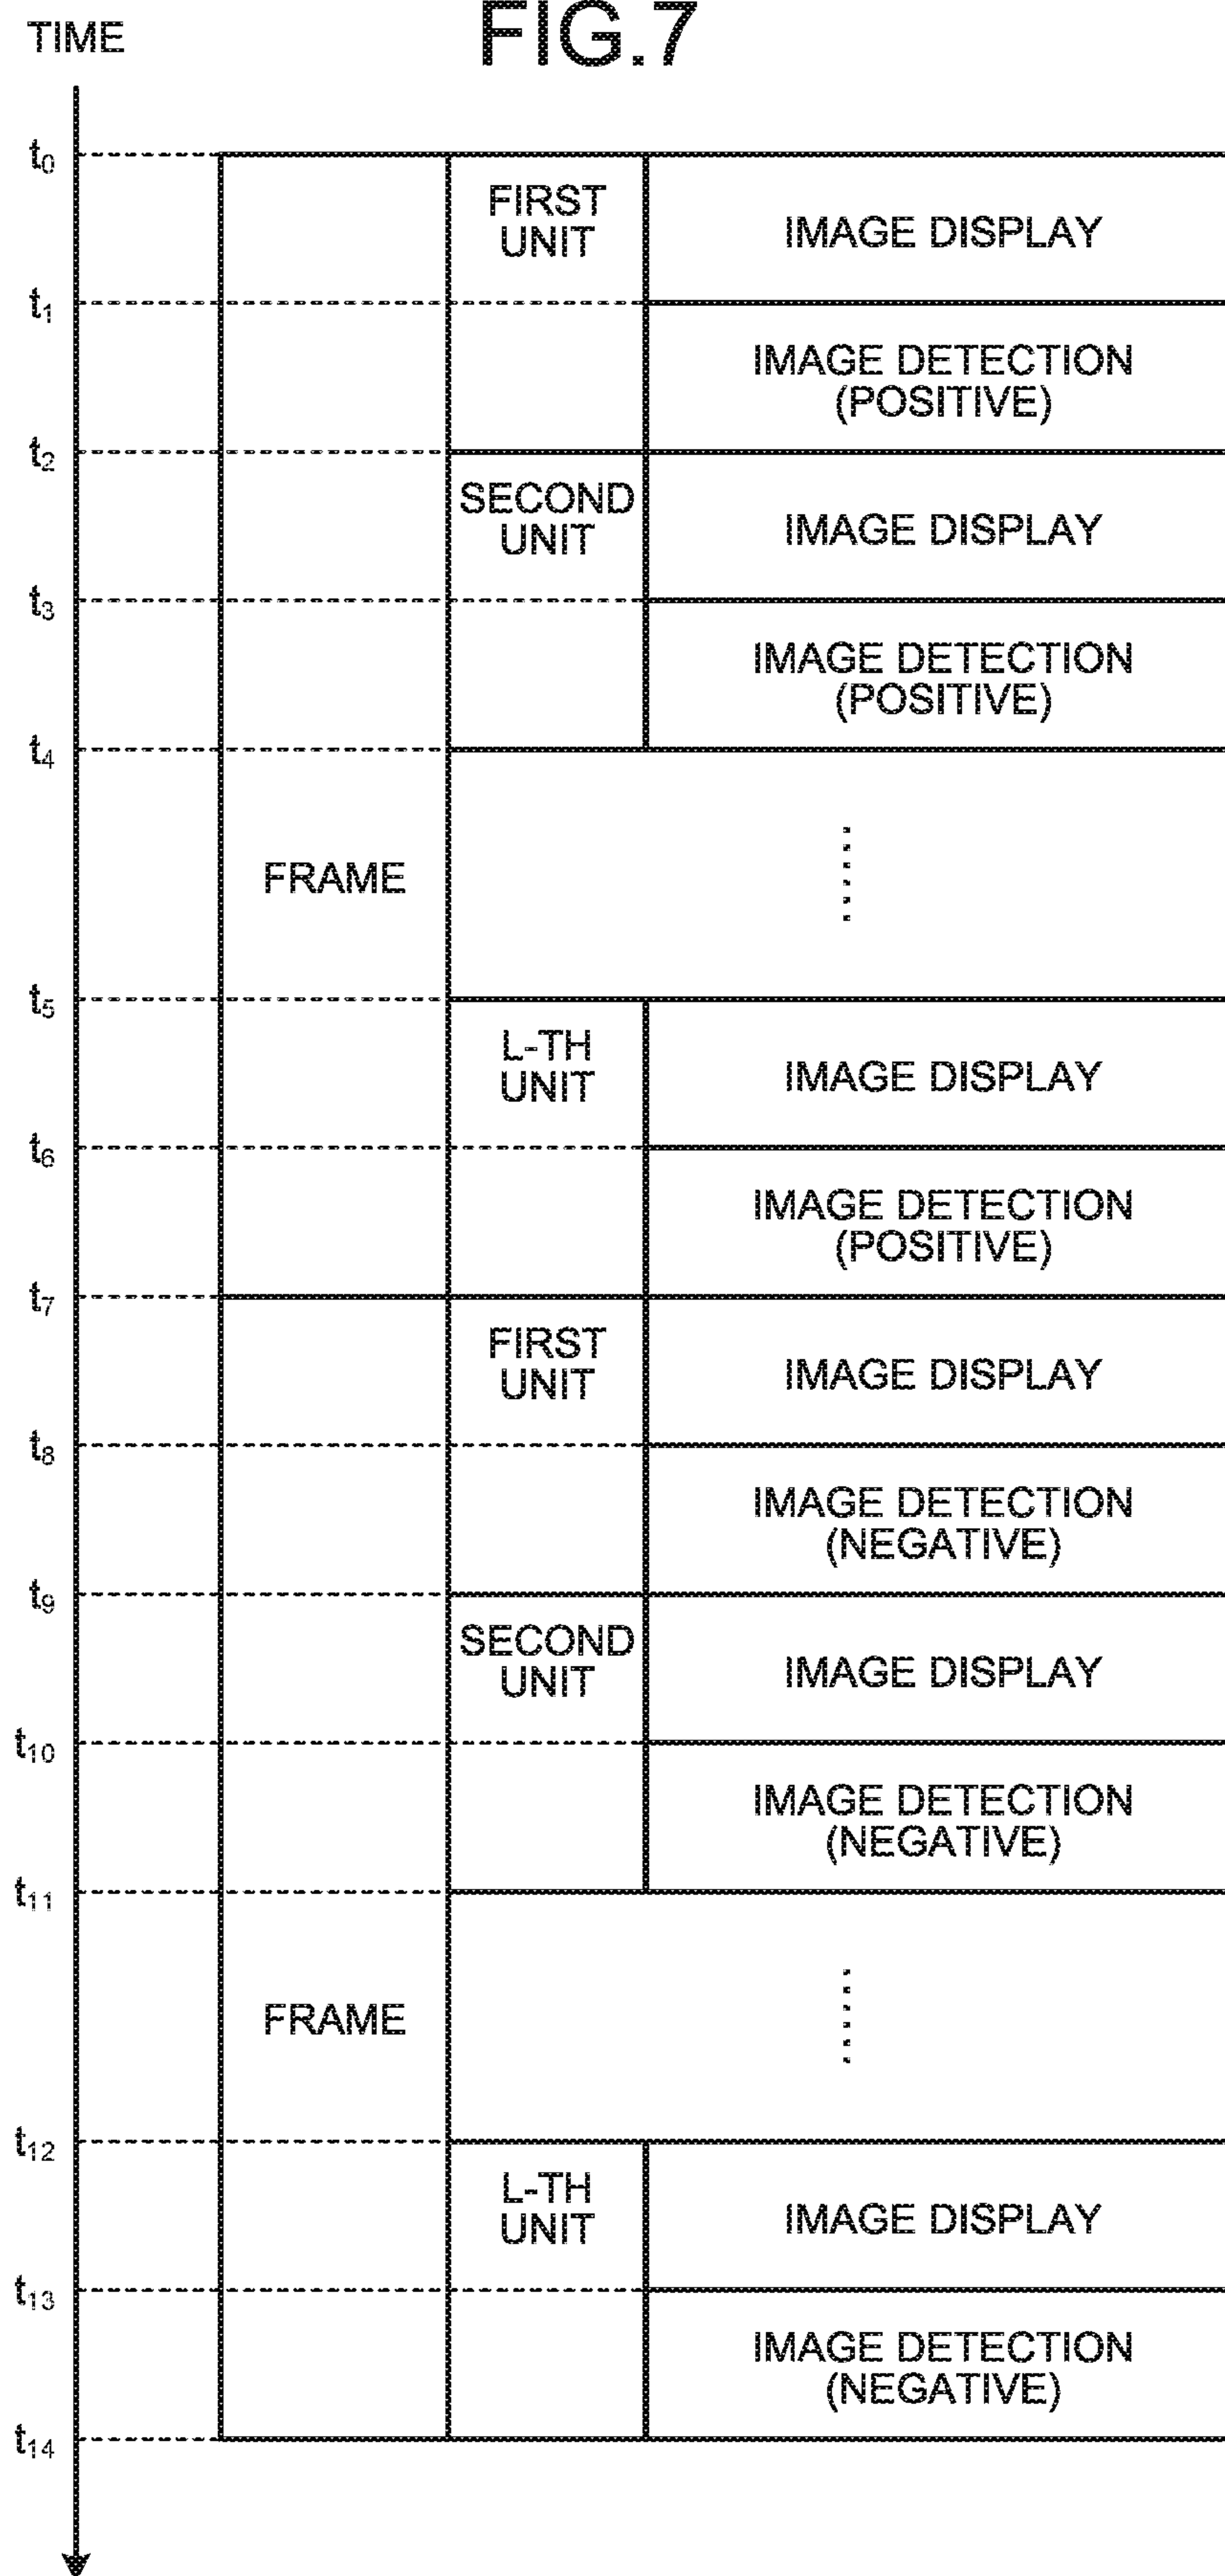 FIG.7
TIME
t0
FIRST
UNIT
IMAGE DISPLAY
t1
IMAGE DETECTION
(POSITIVE)
t2
SECOND
UNIT
IMAGE DISPLAY
t3
IMAGE DETECTION
(POSITIVE)
t4
FRAME
t5
L-TH
UNIT
IMAGE DISPLAY
t6
IMAGE DETECTION
(POSITIVE)
t7
FIRST
UNIT
IMAGE DISPLAY
t8
IMAGE DETECTION
(NEGATIVE)
t9
SECOND
UNIT
IMAGE DISPLAY
t10
IMAGE DETECTION
(NEGATIVE)
t11
FRAME
t12
L-TH
UNIT
IMAGE DISPLAY
t13
IMAGE DETECTION
(NEGATIVE)
t14